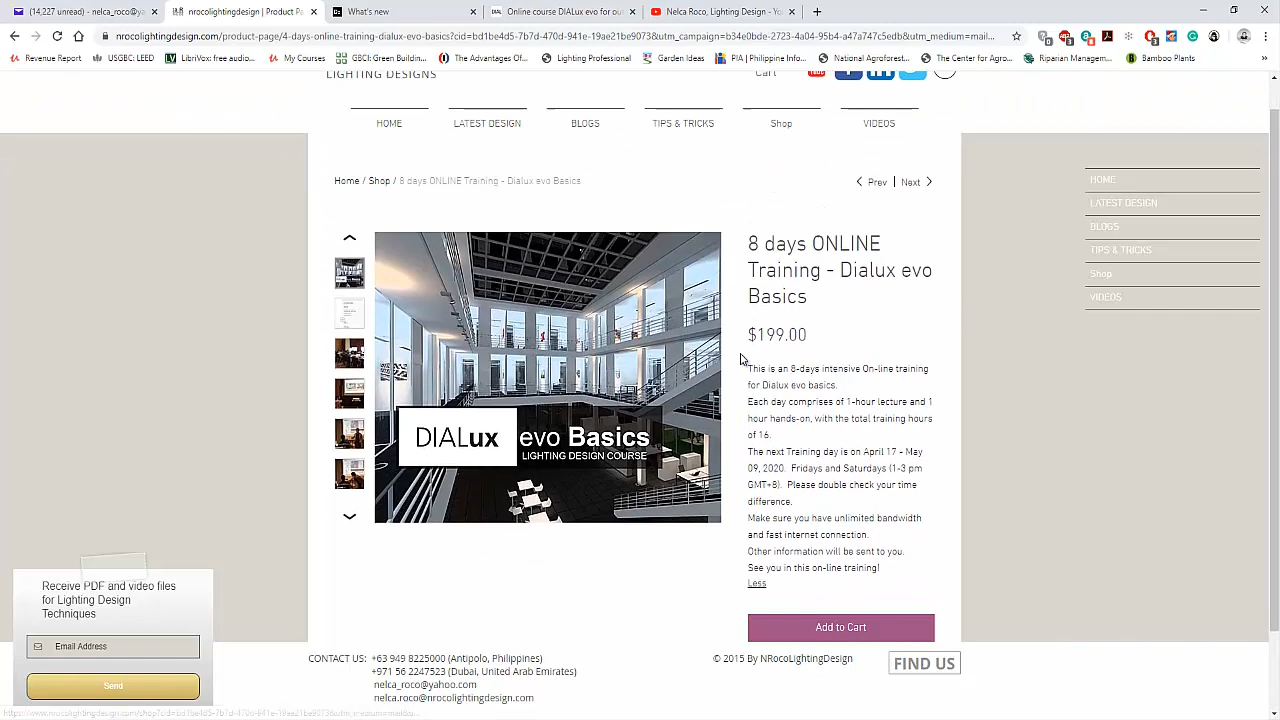 (14,227 unread) - nelca_roco@ya
nrocolightingdesign | Product Pa
What's new
Online course DIALux evo for ou
Nelca Roco, Lighting Design - Yo
nrocolightingdesign.com/product-page/4-days-online-training-dialux-evo-basics?cid=bd1be4d5-7b7d-470d-941e-19ae21be9073&utm_campaign=b34e0bde-2723-4a04-95b4-a47a747c5edb&utm_medium=mail...
Revenue Report
USGBC: LEED
LibriVox: free audio...
My Courses
GBCI: Green Building...
The Advantages Of...
Lighting Professional
Garden Ideas
PIA | Philippine Info...
National Agroforest...
The Center for Agro...
Riparian Managem...
Bamboo Plants
LIGHTING DESIGNS
Cart
HOME
LATEST DESIGN
BLOGS
TIPS & TRICKS
Shop
VIDEOS
Home / Shop / 8 days ONLINE Training - Dialux evo Basics
Prev | Next
HOME
LATEST DESIGN
BLOGS
TIPS & TRICKS
Shop
VIDEOS
DIALux evo Basics
LIGHTING DESIGN COURSE
8 days ONLINE
Training - Dialux evo
Basics
$199.00
This is an 8-days intensive On-line training
for Dialux evo basics.
Each day comprises of 1-hour lecture and 1
hour hands-on, with the total training hours
of 16.
The next Training day is on April 17 - May
09, 2020. Fridays and Saturdays (1-3 pm
GMT+8). Please double check your time
difference.
Make sure you have unlimited bandwidth
and fast internet connection.
Other information will be sent to you.
See you in this on-line training!
Less
Add to Cart
Receive PDF and video files
for Lighting Design
Techniques
Email Address
Send
CONTACT US: +63 949 8225000 (Antipolo, Philippines)
+971 56 2247523 (Dubai, United Arab Emirates)
nelca_roco@yahoo.com
nelca.roco@nrocolightingdesign.com
© 2015 By NRocoLightingDesign
FIND US